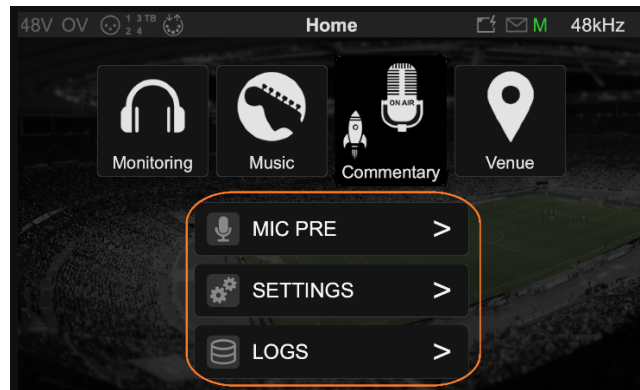 48V OV 1 3 TB Home M 48kHz
2 4
ON AIR
Monitoring Music Commentary Venue
MIC PRE >
SETTINGS >
LOGS >